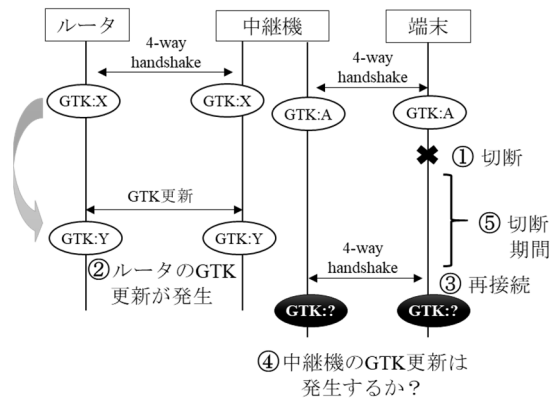 ルータ
中継機
端末
4-way
handshake
4-way
handshake
GTK:X
GTK:X
GTK:A
GTK:A
① 切断
GTK更新
⑤ 切断
期間
GTK:Y
GTK:Y
4-way
handshake
②ルータのGTK
更新が発生
③ 再接続
GTK:?
GTK:?
④中継機のGTK更新は
発生するか？